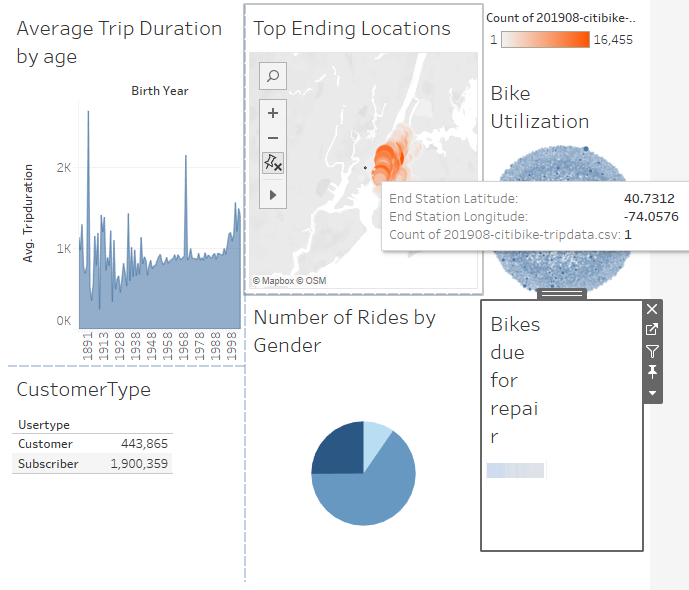 Average Trip Duration
by age
Birth Year
Avg. Tripduration
2K
1K
0K
1891
1903
1913
1928
1938
1948
1958
1968
1978
1988
1998
CustomerType
Usertype
Customer 443,865
Subscriber 1,900,359
Top Ending Locations
© Mapbox © OSM
Number of Rides by
Gender
Count of 201908-citibike-..
1 16,455
Bike
Utilization
End Station Latitude: 40.7312
End Station Longitude: -74.0576
Count of 201908-citibike-tripdata.csv: 1
Bikes
due
for
repai
r